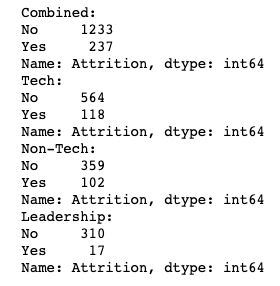 Combined:
No 1233
Yes 237
Name: Attrition, dtype: int64
Tech:
No 564
Yes 118
Name: Attrition, dtype: int64
Non-Tech:
No 359
Yes 102
Name: Attrition, dtype: int64
Leadership:
No 310
Yes 17
Name: Attrition, dtype: int64